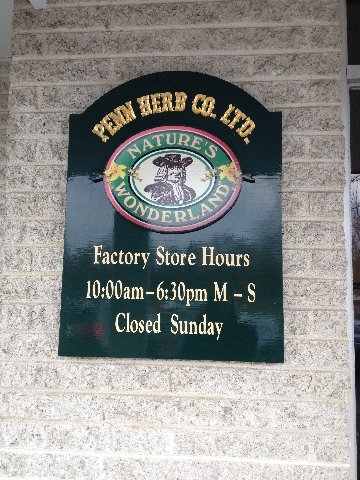 PENN HERB CO. LTD.
NATURE'S
WONDERLAND
Factory Store Hours
10:00am-6:30pm M - S
Closed Sunday